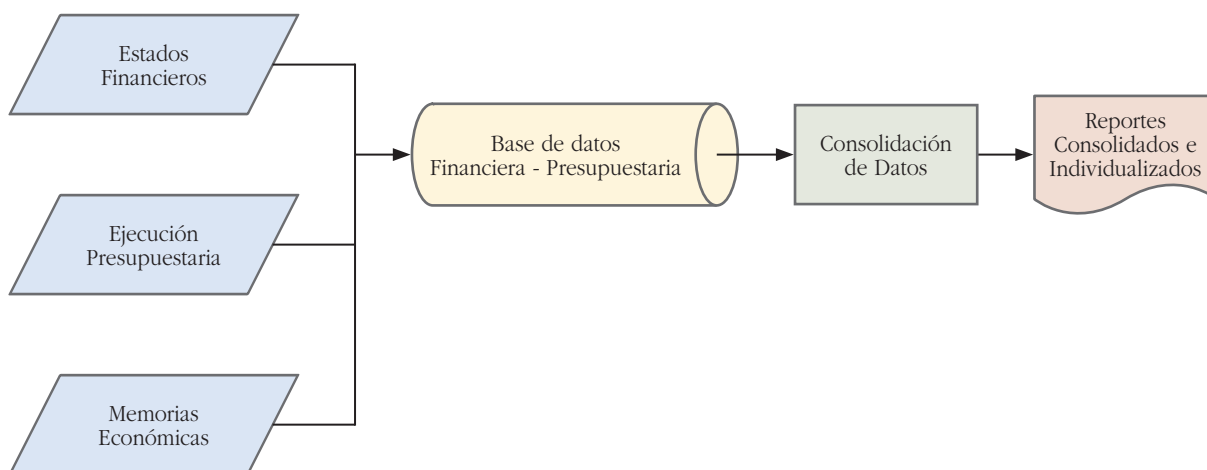 Estados
Financieros
Ejecución
Presupuestaria
Memorias
Económicas
Base de datos
Financiera - Presupuestaria
Consolidación
de Datos
Reportes
Consolidados e
Individualizados